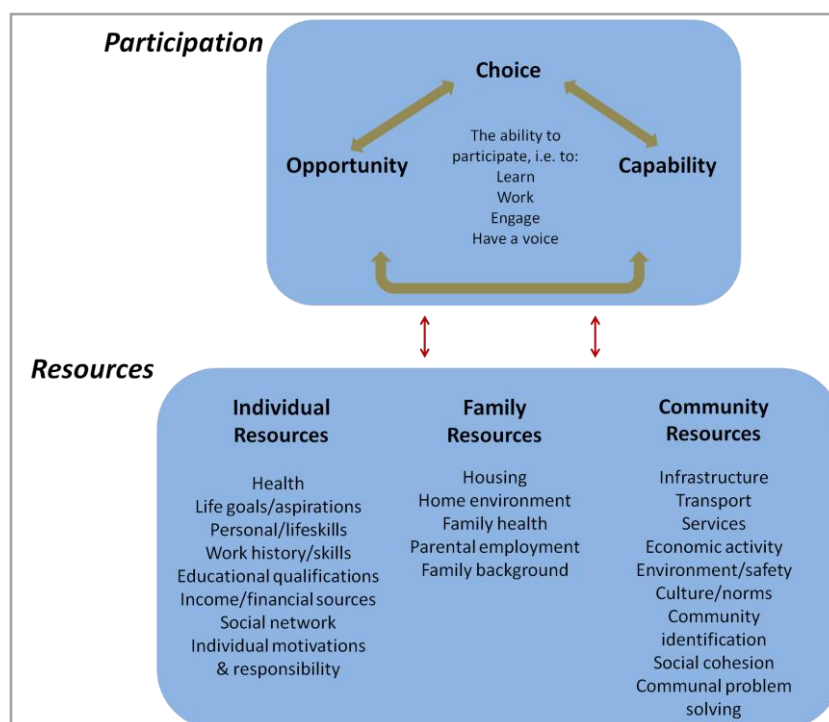 Participation
Choice
Opportunity
Capability
The ability to
participate, i.e. to:
Learn
Work
Engage
Have a voice
Resources
Individual
Resources
Health
Life goals/aspirations
Personal/lifeskills
Work history/skills
Educational qualifications
Income/financial sources
Social network
Individual motivations
& responsibility
Family
Resources
Housing
Home environment
Family health
Parental employment
Family background
Community
Resources
Infrastructure
Transport
Services
Economic activity
Environment/safety
Culture/norms
Community
identification
Social cohesion
Communal problem
solving